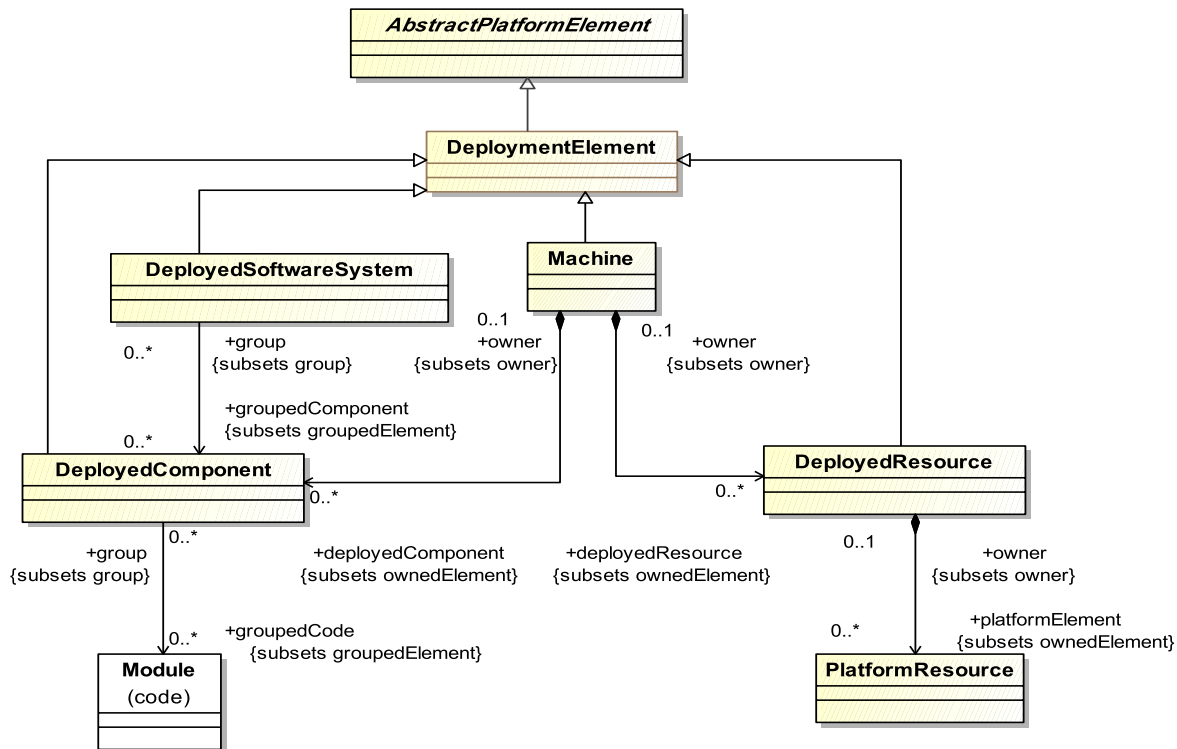 AbstractPlatformElement
DeploymentElement
DeployedSoftwareSystem
Machine
0..*
+group
{subsets group}
0..1
+owner
{subsets owner}
0..1
+owner
{subsets owner}
+groupedComponent
{subsets groupedElement}
0..*
DeployedComponent
0..*
0..*
DeployedResource
0..*
+group
{subsets group}
+deployedComponent
{subsets ownedElement}
+deployedResource
{subsets ownedElement}
0..1
+owner
{subsets owner}
0..*
+groupedCode
{subsets groupedElement}
0..*
+platformElement
{subsets ownedElement}
Module
(code)
PlatformResource